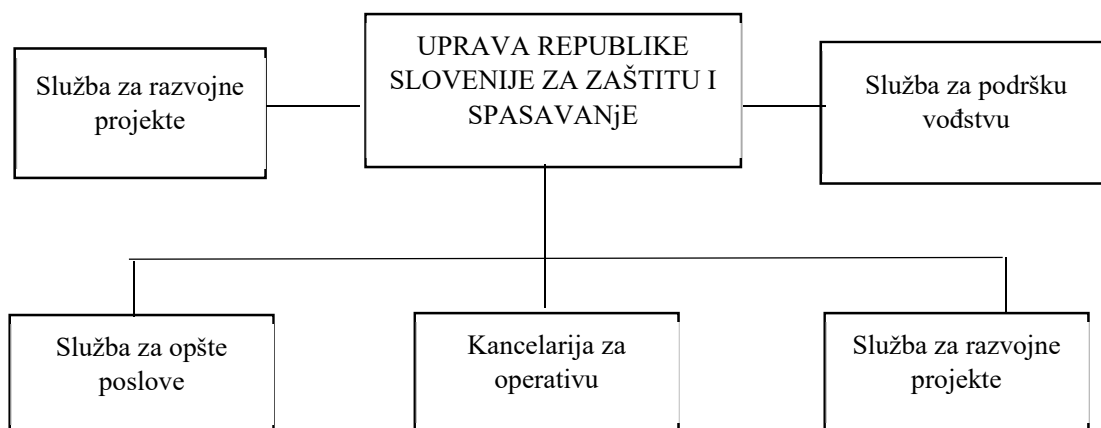 UPRAVA REPUBLIKE
SLOVENIJE ZA ZAŠTITU I
SPASAVANjE
Služba za razvojne
projekte
Služba za podršku
vođstvu
Služba za opšte
poslove
Kancelarija za
operativu
Služba za razvojne
projekte